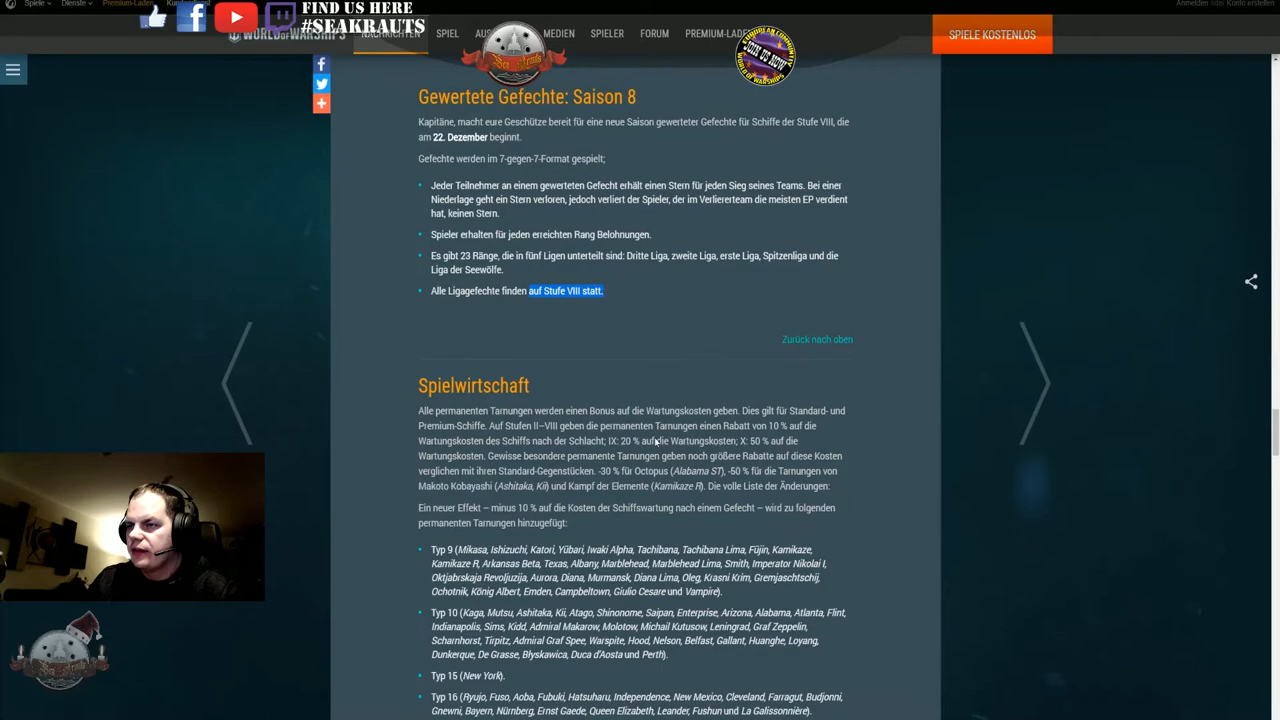 Spiele
Dienste
Premium-Laden
Anmelden oder Konto erstellen
FIND US HERE
#SEAKRAUTS
WORLD OF WARSHIPS
NACHRICHTEN
SPIEL
MEDIEN
SPIELER
FORUM
SPIELE KOSTENLOS
Sea Krauts
EUROPEAN COMMUNITY
JOIN US NOW
WORLD OF WARSHIPS
Gewertete Gefechte: Saison 8
Kapitäne, macht eure Geschütze bereit für eine neue Saison gewerteter Gefechte für Schiffe der Stufe VIII, die
am 22. Dezember beginnt.
Gefechte werden im 7-gegen-7-Format gespielt;
Jeder Teilnehmer an einem gewerteten Gefecht erhält einen Stern für jeden Sieg seines Teams. Bei einer
Niederlage geht ein Stern verloren, jedoch verliert der Spieler, der im Verliererteam die meisten EP verdient
hat, keinen Stern.
Spieler erhalten für jeden erreichten Rang Belohnungen.
Es gibt 23 Ränge, die in fünf Ligen unterteilt sind: Dritte Liga, zweite Liga, erste Liga, Spitzenliga und die
Liga der Seewölfe.
Alle Ligagefechte finden auf Stufe VIII statt.
Zurück nach oben
Spielwirtschaft
Alle permanenten Tarnungen werden einen Bonus auf die Wartungskosten geben. Dies gilt für Standard- und
Premium-Schiffe. Auf Stufen II–VIII geben die permanenten Tarnungen einen Rabatt von 10 % auf die
Wartungskosten des Schiffs nach der Schlacht; IX: 20 % auf die Wartungskosten; X: 50 % auf die
Wartungskosten. Gewisse besondere permanente Tarnungen geben noch größere Rabatte auf diese Kosten
verglichen mit ihren Standard-Gegenstücken. -30 % für Octopus (Alabama ST), -50 % für die Tarnungen von
Makoto Kobayashi (Ashitaka, Kii) und Kampf der Elemente (Kamikaze R). Die volle Liste der Änderungen:
Ein neuer Effekt – minus 10 % auf die Kosten der Schiffswartung nach einem Gefecht – wird zu folgenden
permanenten Tarnungen hinzugefügt:
Typ 9 (Mikasa, Ishizuchi, Katori, Yūbari, Iwaki Alpha, Tachibana, Tachibana Lima, Fūjin, Kamikaze,
Kamikaze R, Arkansas Beta, Texas, Albany, Marblehead, Marblehead Lima, Smith, Imperator Nikolai I,
Oktjabrskaja Revoljuzija, Aurora, Diana, Murmansk, Diana Lima, Oleg, Krasni Krim, Gremjaschtschij,
Ochotnik, König Albert, Emden, Campbeltown, Giulio Cesare und Vampire).
Typ 10 (Kaga, Mutsu, Ashitaka, Kii, Atago, Shinonome, Saipan, Enterprise, Arizona, Alabama, Atlanta, Flint,
Indianapolis, Sims, Kidd, Admiral Makarow, Molotow, Michail Kutusow, Leningrad, Graf Zeppelin,
Scharnhorst, Tirpitz, Admiral Graf Spee, Warspite, Hood, Nelson, Belfast, Gallant, Huanghe, Loyang,
Dunkerque, De Grasse, Błyskawica, Duca d'Aosta und Perth).
Typ 15 (New York).
Typ 16 (Ryujo, Fuso, Aoba, Fubuki, Hatsuharu, Independence, New Mexico, Cleveland, Farragut, Budjonni,
Gnewni, Bayern, Nürnberg, Ernst Gaede, Queen Elizabeth, Leander, Fushun und La Galissonnière).